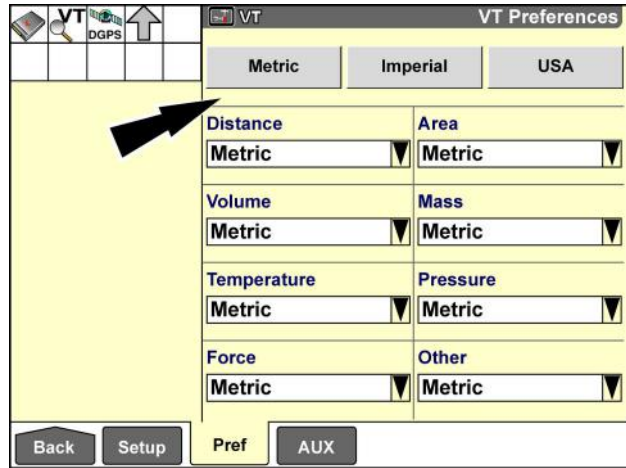 VT DGPS VT VT Preferences
Metric Imperial USA
Distance Area
Metric Metric
Volume Mass
Metric Metric
Temperature Pressure
Metric Metric
Force Other
Metric Metric
Back Setup Pref AUX